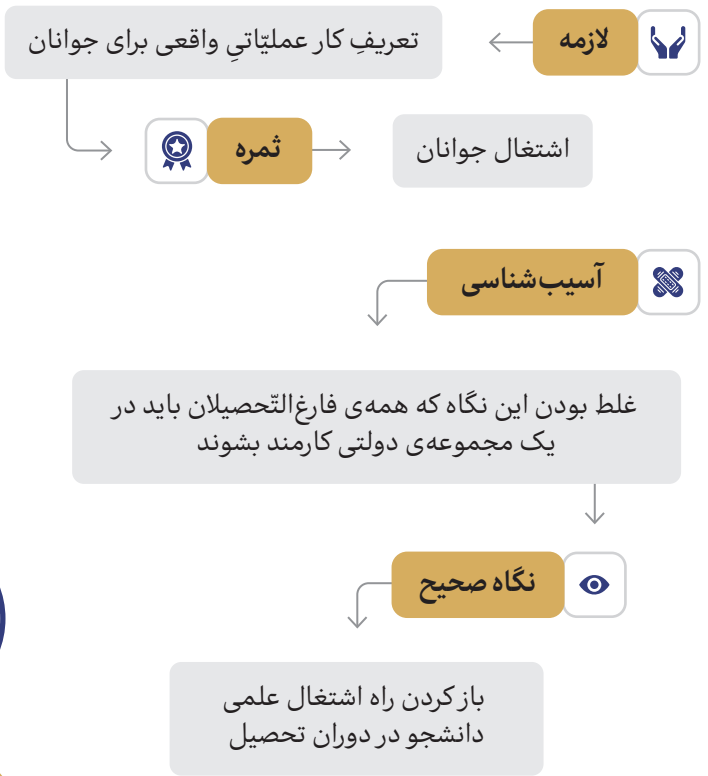 لازمه
تعریفِ کار عملیّاتیِ واقعی برای جوانان
ثمره
اشتغال جوانان
آسیب‌شناسی
غلط بودن این نگاه که همه‌ی فارغ‌التّحصیلان باید در
یک مجموعه‌ی دولتی کارمند بشوند
نگاه صحیح
باز کردن راه اشتغال علمی
دانشجو در دوران تحصیل